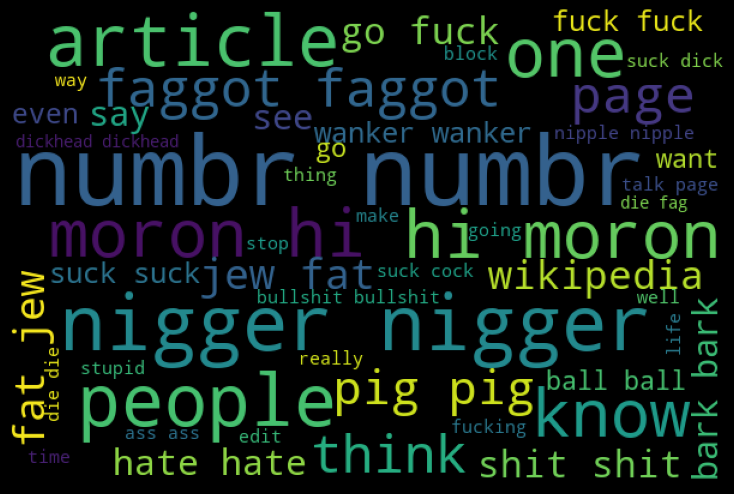 fuck fuck
article
go fuck
block
one
suck dick
way
faggot faggot
page
even
say
see
dickhead dickhead
wanker wanker
nipple nipple
numbr numbr
go
want
thing
talk page
die fag
moron hi
make
hi moron
going
stop
suck suck
jew fat
suck cock
wikipedia
fat jew
bullshit bullshit
well
nigger nigger
life
bark bark
die die
really
stupid
people
pig pig
ball ball
know
ass ass
edit
fucking
time
hate hate
think
shit shit